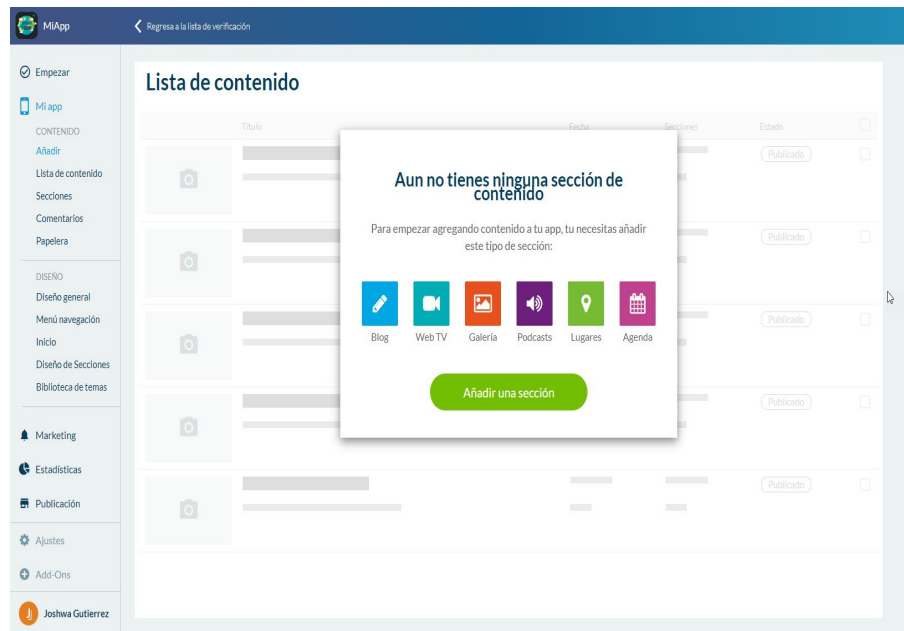 MiApp
Regresa a la lista de verificación
Empezar
Mi app
CONTENIDO
Añadir
Lista de contenido
Secciones
Comentarios
Papelera
DISEÑO
Diseño general
Menú navegación
Inicio
Diseño de Secciones
Biblioteca de temas
Marketing
Estadísticas
Publicación
Ajustes
Add-Ons
Joshwa Gutierrez
Lista de contenido
Título Fecha Secciones Estado
Publicado
Publicado
Publicado
Publicado
Publicado
Aun no tienes ninguna sección de
contenido
Para empezar agregando contenido a tu app, tu necesitas añadir
este tipo de sección:
Blog Web TV Galería Podcasts Lugares Agenda
Añadir una sección